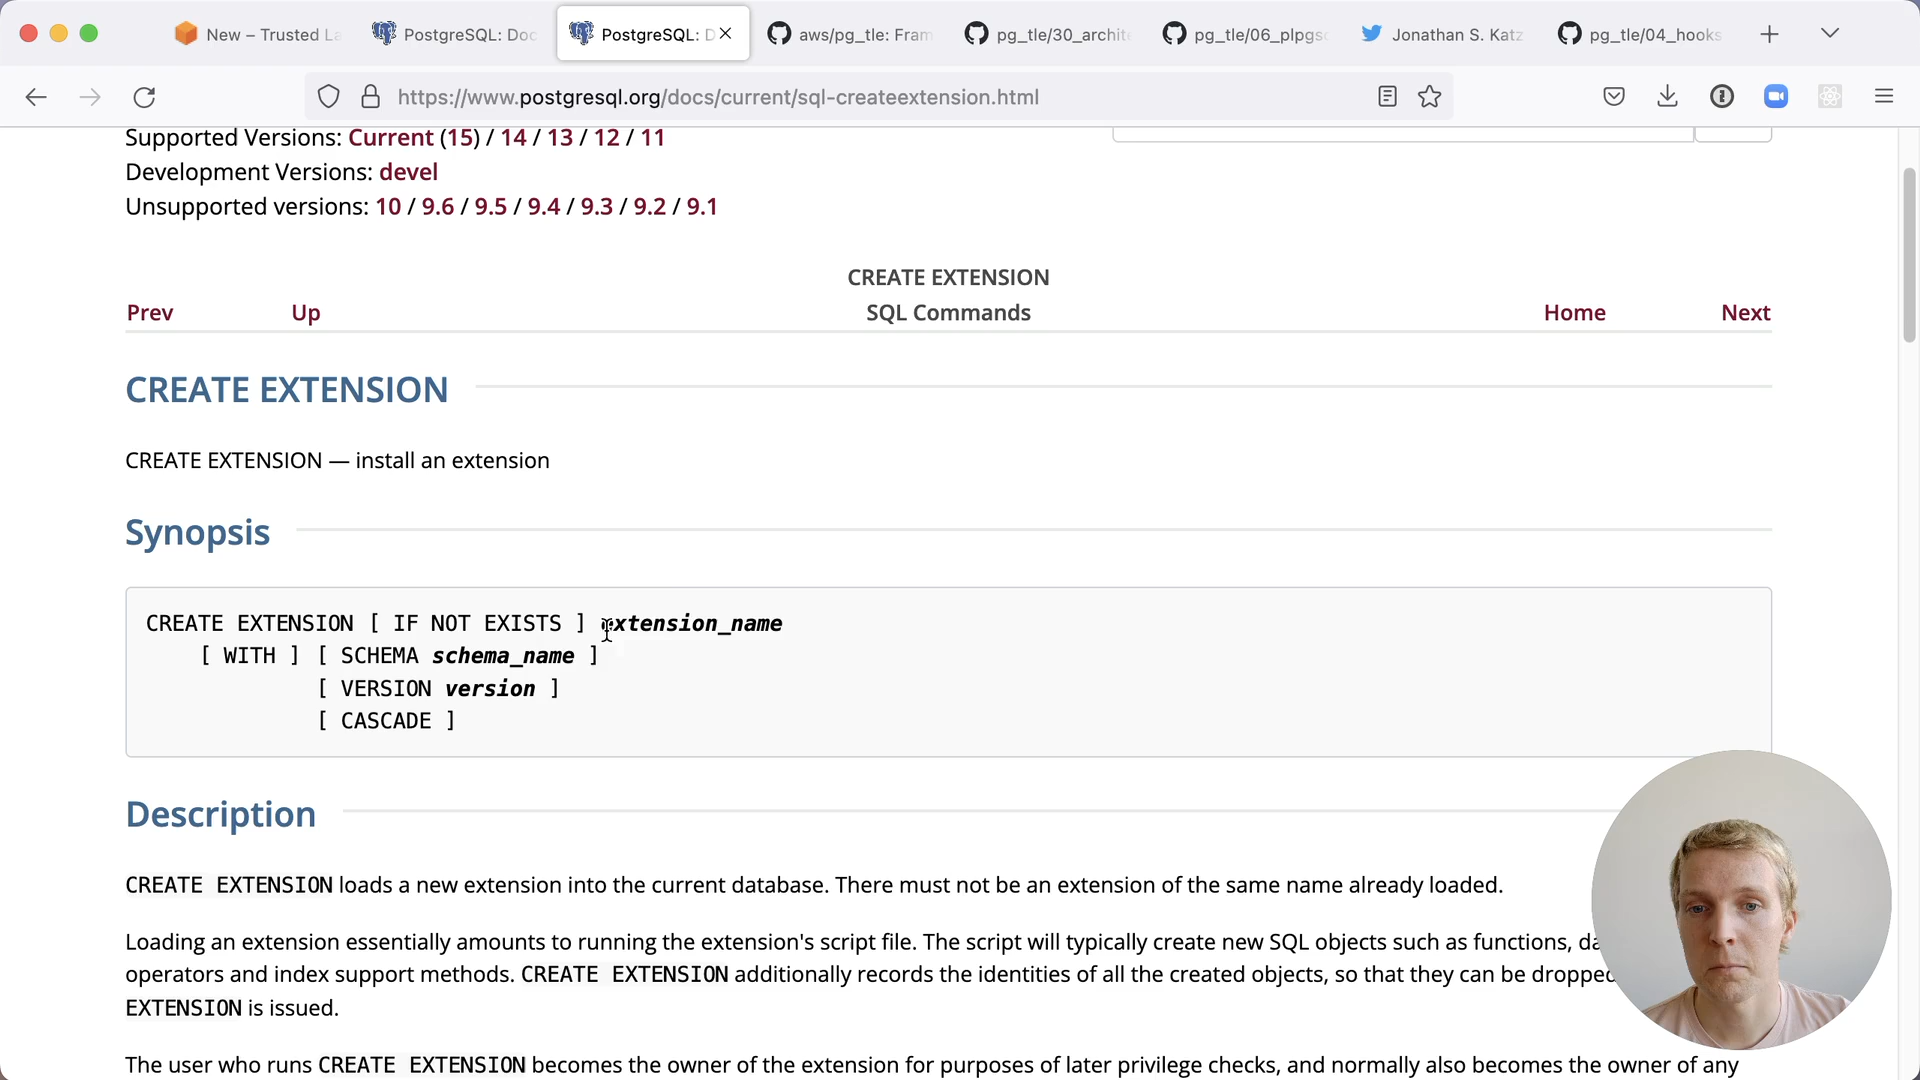 New – Trusted La
PostgreSQL: Doc
PostgreSQL: D
aws/pg_tle: Fram
pg_tle/30_archit
pg_tle/06_plpgs
Jonathan S. Katz
pg_tle/04_hooks
https://www.postgresql.org/docs/current/sql-createextension.html
Supported Versions: Current (15) / 14 / 13 / 12 / 11
Development Versions: devel
Unsupported versions: 10 / 9.6 / 9.5 / 9.4 / 9.3 / 9.2 / 9.1
CREATE EXTENSION
Prev Up SQL Commands Home Next
CREATE EXTENSION
CREATE EXTENSION — install an extension
Synopsis
CREATE EXTENSION [ IF NOT EXISTS ] extension_name
[ WITH ] [ SCHEMA schema_name ]
[ VERSION version ]
[ CASCADE ]
Description
CREATE EXTENSION loads a new extension into the current database. There must not be an extension of the same name already loaded.
Loading an extension essentially amounts to running the extension's script file. The script will typically create new SQL objects such as functions, da
operators and index support methods. CREATE EXTENSION additionally records the identities of all the created objects, so that they can be dropped
EXTENSION is issued.
The user who runs CREATE EXTENSION becomes the owner of the extension for purposes of later privilege checks, and normally also becomes the owner of any